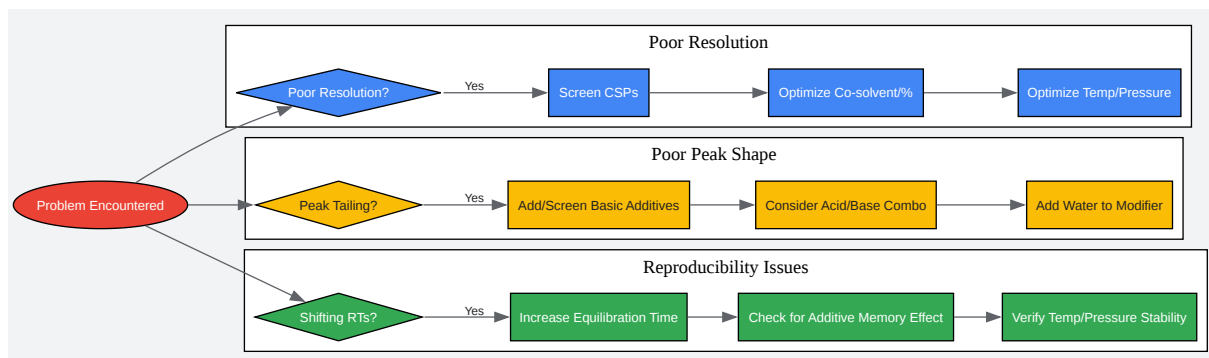 Poor Resolution
Poor Resolution?
Yes
Screen CSPs
Optimize Co-solvent/%
Optimize Temp/Pressure
Problem Encountered
Poor Peak Shape
Peak Tailing?
Yes
Add/Screen Basic Additives
Consider Acid/Base Combo
Add Water to Modifier
Reproducibility Issues
Shifting RTs?
Yes
Increase Equilibration Time
Check for Additive Memory Effect
Verify Temp/Pressure Stability